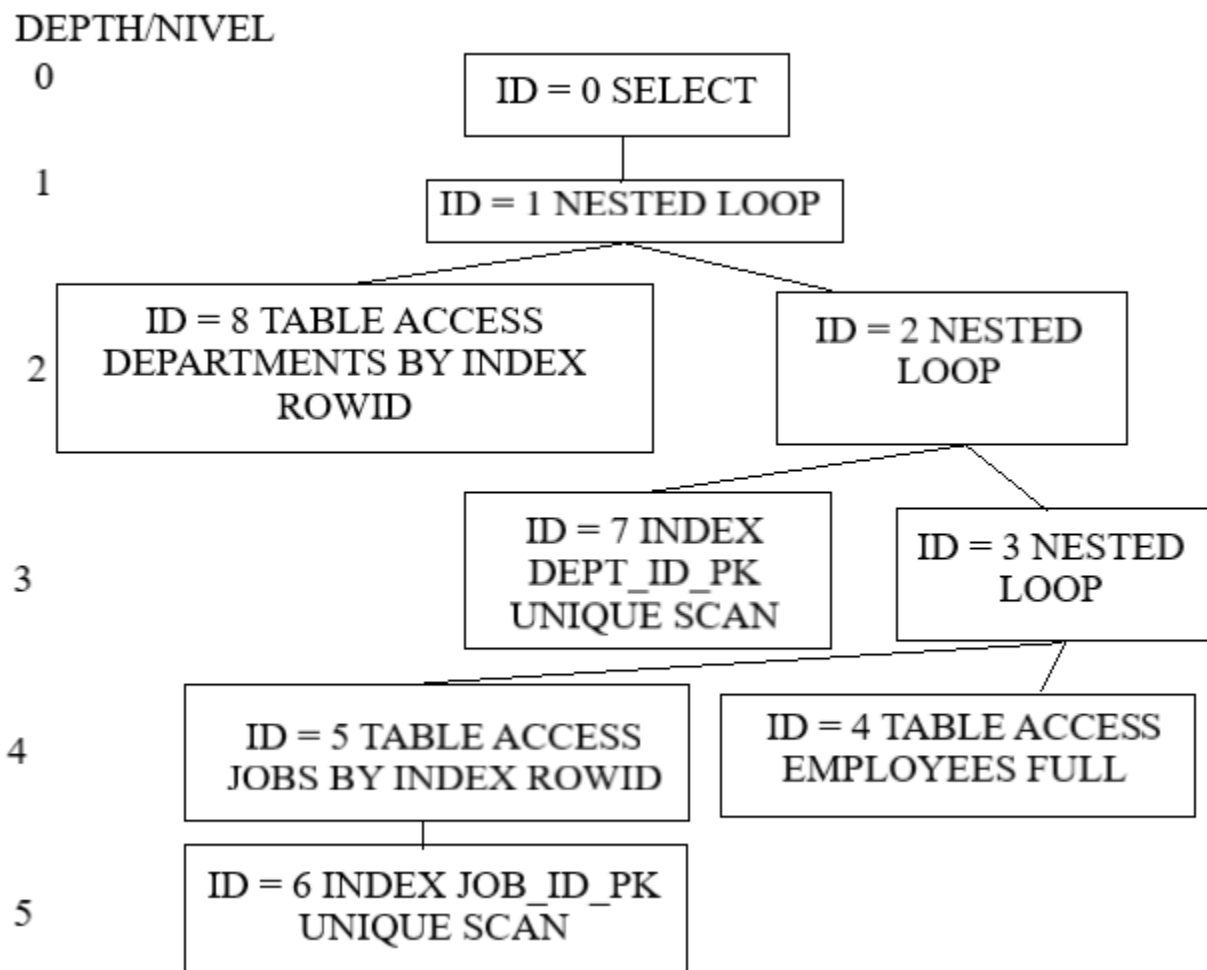 DEPTH/NIVEL
0
ID = 0 SELECT
1
ID = 1 NESTED LOOP
2
ID = 8 TABLE ACCESS
DEPARTMENTS BY INDEX
ROWID
ID = 2 NESTED
LOOP
3
ID = 7 INDEX
DEPT_ID_PK
UNIQUE SCAN
ID = 3 NESTED
LOOP
4
ID = 5 TABLE ACCESS
JOBS BY INDEX ROWID
ID = 4 TABLE ACCESS
EMPLOYEES FULL
5
ID = 6 INDEX JOB_ID_PK
UNIQUE SCAN